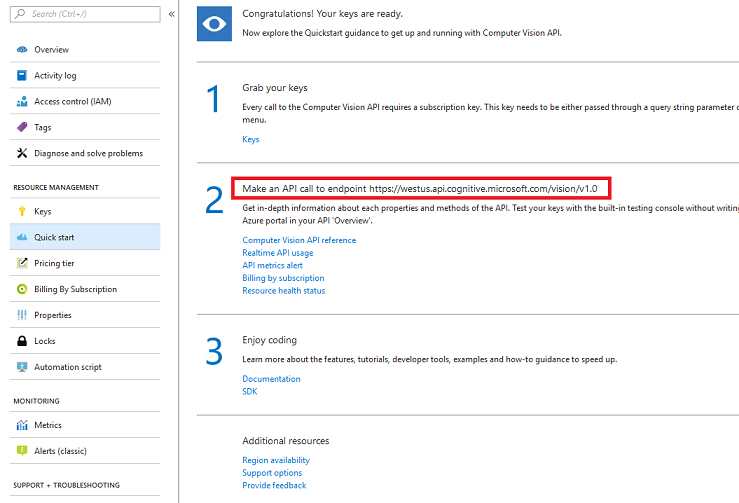 Search (Ctrl+/)
«
Overview
Activity log
Access control (IAM)
Tags
Diagnose and solve problems
RESOURCE MANAGEMENT
Keys
Quick start
Pricing tier
Billing By Subscription
Properties
Locks
Automation script
MONITORING
Metrics
Alerts (classic)
SUPPORT + TROUBLESHOOTING
Congratulations! Your keys are ready.
Now explore the Quickstart guidance to get up and running with Computer Vision API.
1
Grab your keys
Every call to the Computer Vision API requires a subscription key. This key needs to be either passed through a query string parameter
menu.
Keys
2
Make an API call to endpoint https://westus.api.cognitive.microsoft.com/vision/v1.0
Get in-depth information about each properties and methods of the API. Test your keys with the built-in testing console without writing
Azure portal in your API 'Overview'.
Computer Vision API reference
Realtime API usage
API metrics alert
Billing by subscription
Resource health status
3
Enjoy coding
Learn more about the features, tutorials, developer tools, examples and how-to guidance to speed up.
Documentation
SDK
Additional resources
Region availability
Support options
Provide feedback